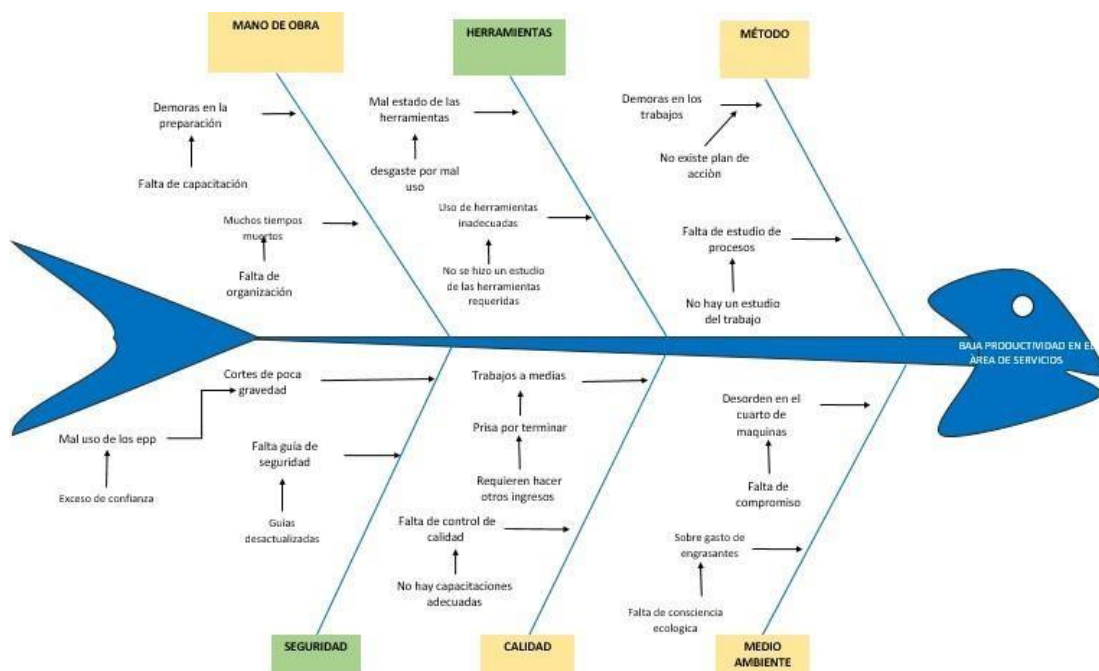 MANO DE OBRA
HERRAMIENTAS
MÉTODO
Demoras en la
preparación
Falta de capacitación
Muchos tiempos
muertos
Falta de
organización
Mal estado de las
herramientas
desgaste por mal
uso
Uso de herramientas
inadecuadas
No se hizo un estudio
de las herramientas
requeridas
Demoras en los
trabajos
No existe plan de
acciòn
Falta de estudio de
procesos
No hay un estudio
del trabajo
BAJA PRODUCTIVIDAD EN EL
ÀREA DE SERVICIOS
Cortes de poca
gravedad
Mal uso de los epp
Exceso de confianza
Falta guía de
seguridad
Guias
desactualizadas
Trabajos a medias
Prisa por terminar
Requieren hacer
otros ingresos
Falta de control de
calidad
No hay capacitaciones
adecuadas
Desorden en el
cuarto de
maquinas
Falta de
compromiso
Sobre gasto de
engrasantes
Falta de consciencia
ecologica
SEGURIDAD
CALIDAD
MEDIO
AMBIENTE